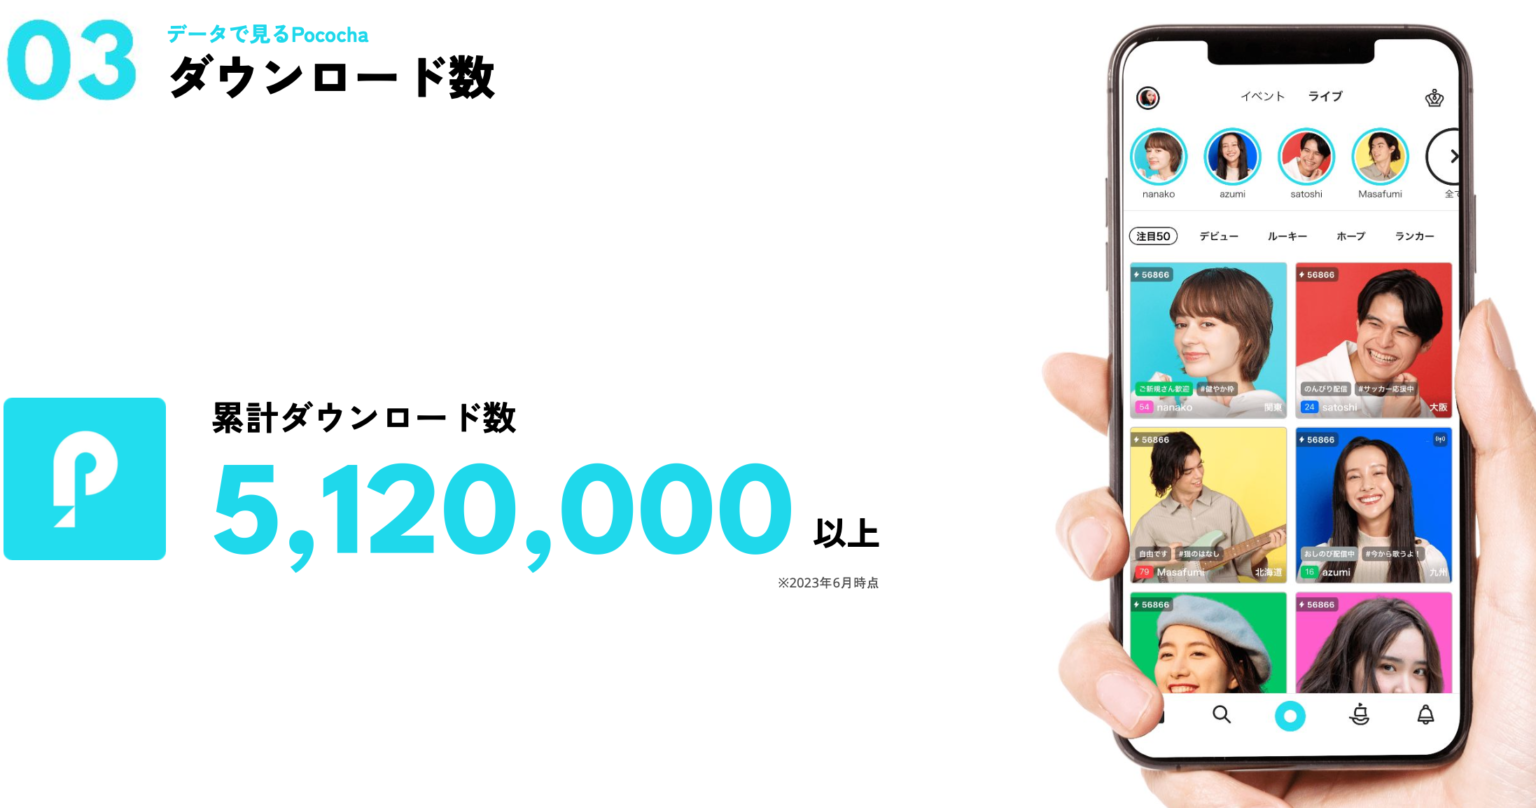 03
データで見るPococha
ダウンロード数
累計ダウンロード数
5,120,000 以上
※2023年6月時点
イベント ライブ
nanako azumi satoshi Masafumi 全て
注目50 デビュー ルーキー ホープ ランカー
56866 56866
ご新規さん歓迎 #健やか枠 のんびり配信 #サッカー応援中
54 nanako 関東 24 satoshi 大阪
56866 56866
自由です #猫のはなし おしのび配信中 #今から歌うよ！
79 Masafumi 北海道 16 azumi 九州
56866 56866